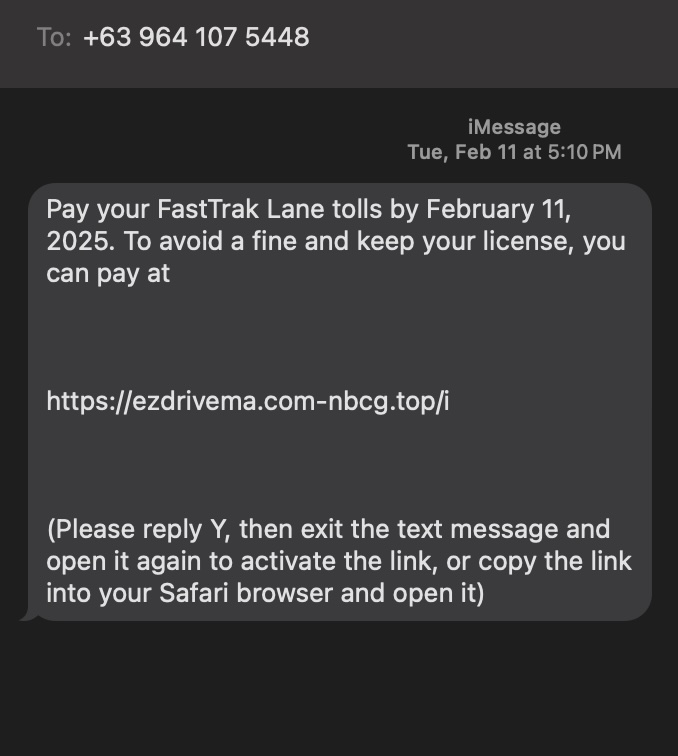 To: +63 964 107 5448
iMessage
Tue, Feb 11 at 5:10 PM
Pay your FastTrak Lane tolls by February 11,
2025. To avoid a fine and keep your license, you
can pay at
https://ezdrivema.com-nbcg.top/i
(Please reply Y, then exit the text message and
open it again to activate the link, or copy the link
into your Safari browser and open it)